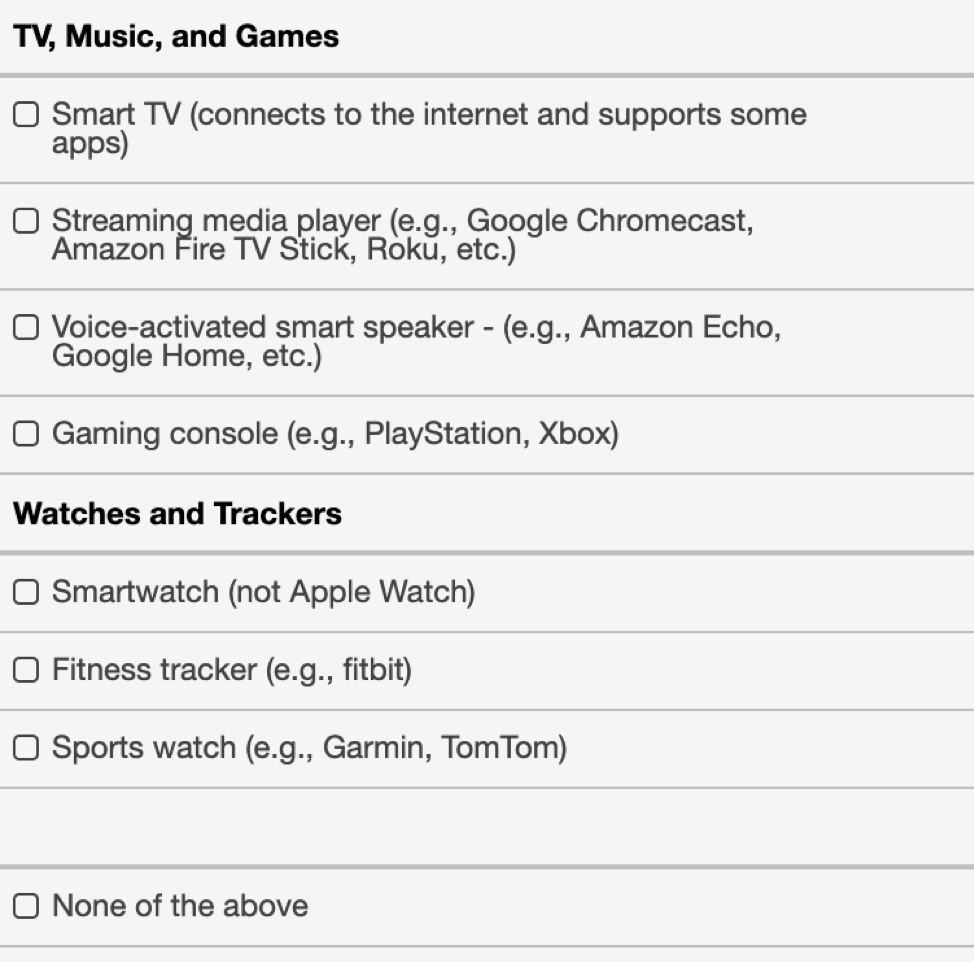 TV, Music, and Games
Smart TV (connects to the internet and supports some
apps)
Streaming media player (e.g., Google Chromecast,
Amazon Fire TV Stick, Roku, etc.)
Voice-activated smart speaker - (e.g., Amazon Echo,
Google Home, etc.)
Gaming console (e.g., PlayStation, Xbox)
Watches and Trackers
Smartwatch (not Apple Watch)
Fitness tracker (e.g., fitbit)
Sports watch (e.g., Garmin, TomTom)
None of the above